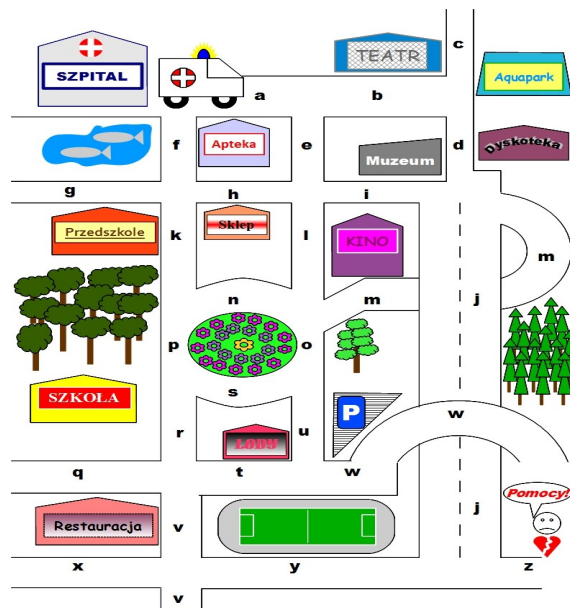 c
SZPITAL
TEATR
Aquapark
a
b
f
Apteka
e
d
Dyskoteka
Muzeum
g
h
i
Przedszkole
k
Sklep
l
KINO
m
n
m
j
p
o
s
SZKOŁA
P
w
r
LODY
u
q
t
w
Pomocy!
Restauracja
v
j
x
y
z
v